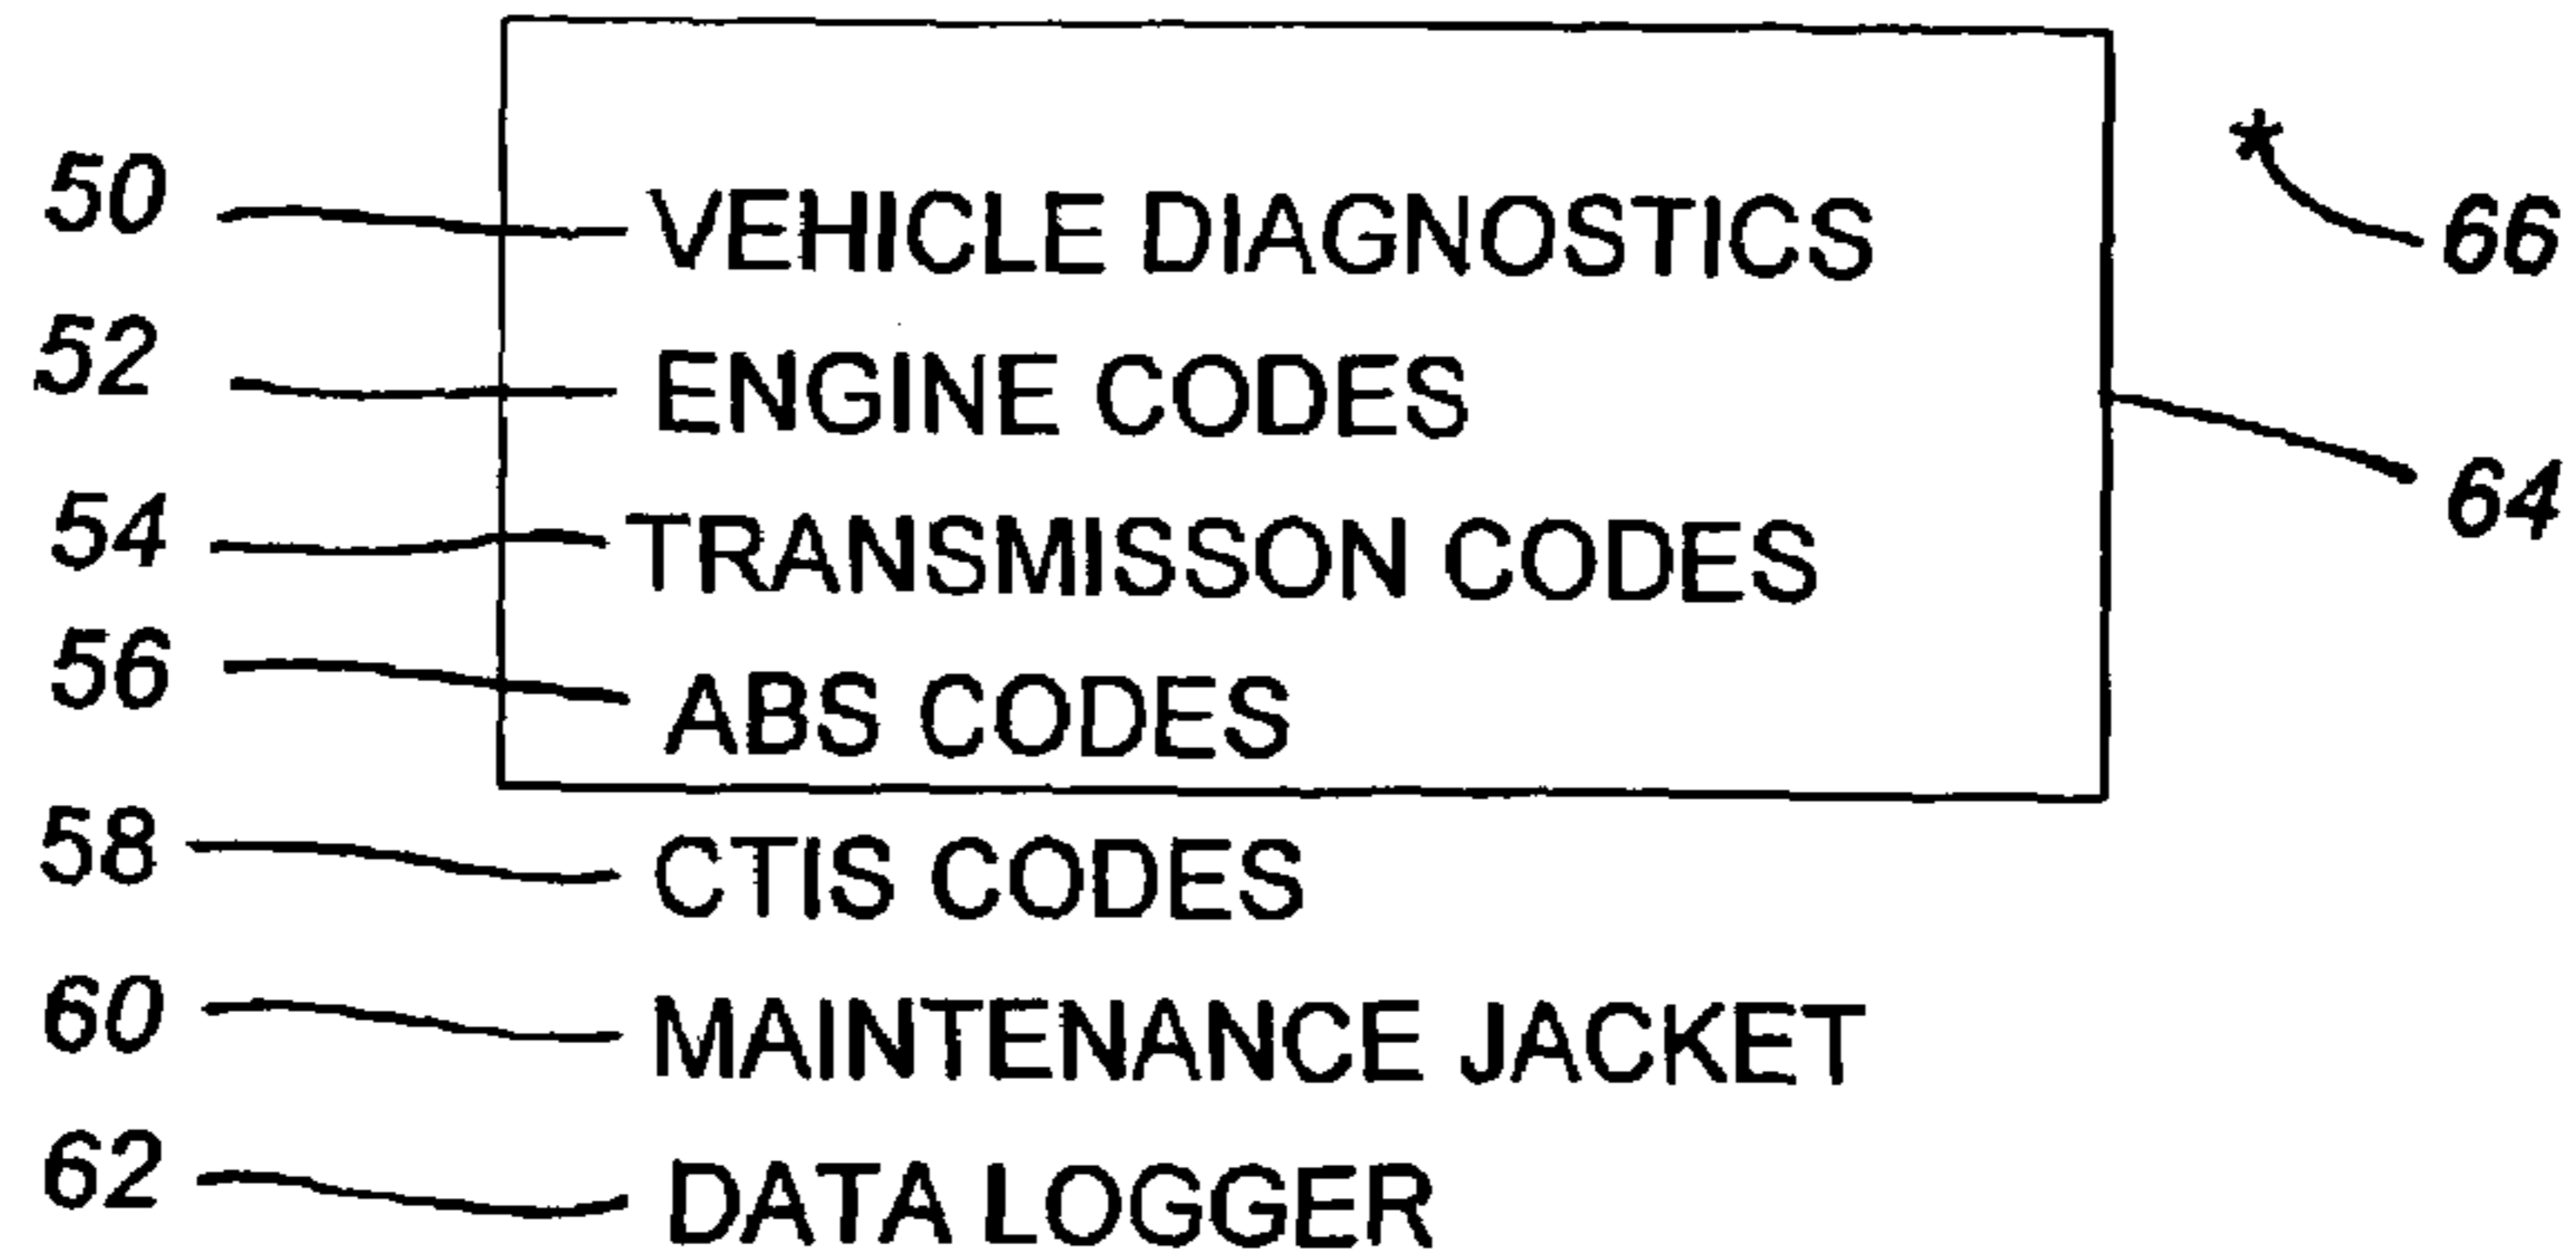 50 VEHICLE DIAGNOSTICS * 66
52 ENGINE CODES
54 TRANSMISSON CODES 64
56 ABS CODES
58 CTIS CODES
60 MAINTENANCE JACKET
62 DATA LOGGER